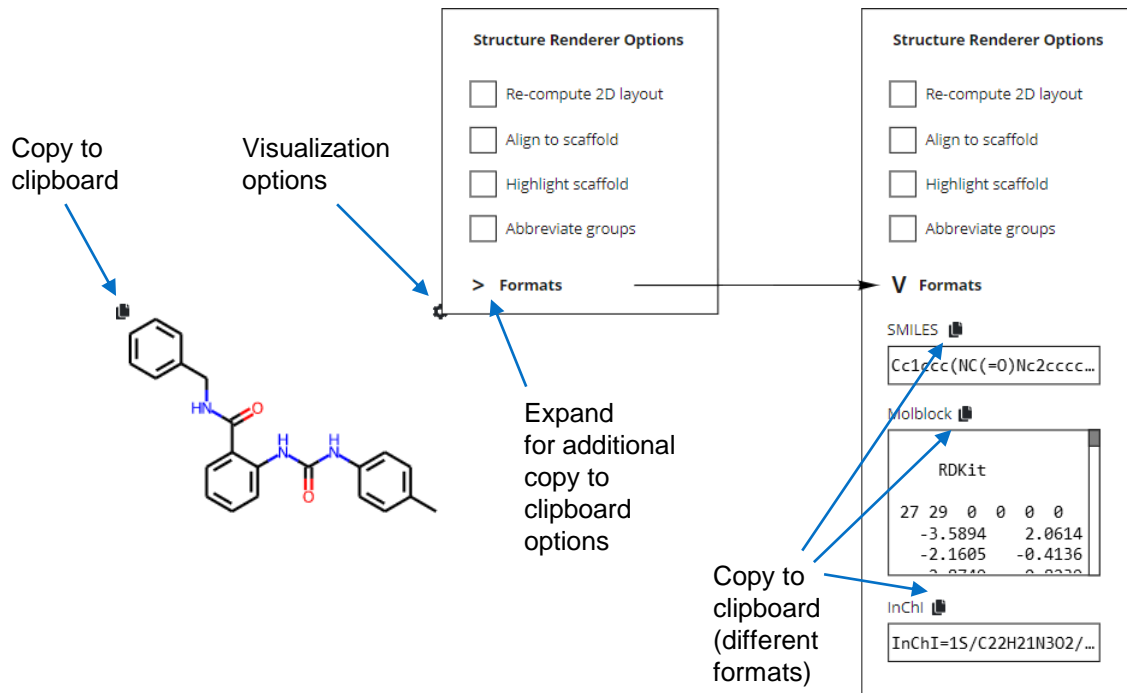 Structure Renderer Options
Re-compute 2D layout
Align to scaffold
Highlight scaffold
Abbreviate groups
> Formats
Copy to
clipboard
Visualization
options
HN
O
H
N
H
N
O
Expand
for additional
copy to
clipboard
options
Structure Renderer Options
Re-compute 2D layout
Align to scaffold
Highlight scaffold
Abbreviate groups
V Formats
SMILES
Cc1ccc(NC(=O)Nc2cccc…
Molblock
RDKit
27 29 0 0 0 0
-3.5894 2.0614
-2.1605 -0.4136
InChI
InChI=1S/C22H21N3O2/…
Copy to
clipboard
(different
formats)